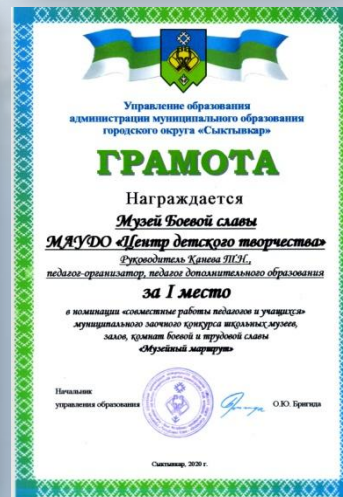 Управление образования
администрации муниципального образования
городского округа «Сыктывкар»
ГРАМОТА
Награждается
Музей Боевой славы
МАУДО «Центр детского творчества»
Руководитель Канева Т.Н.,
педагог-организатор, педагог дополнительного образования
за I место
в номинации «совместные работы педагогов и учащихся»
муниципального заочного конкурса школьных музеев,
залов, комнат боевой и трудовой славы
«Музейный маршрут»
Начальник
управления образования
О.Ю. Бригида
Сыктывкар, 2020 г.